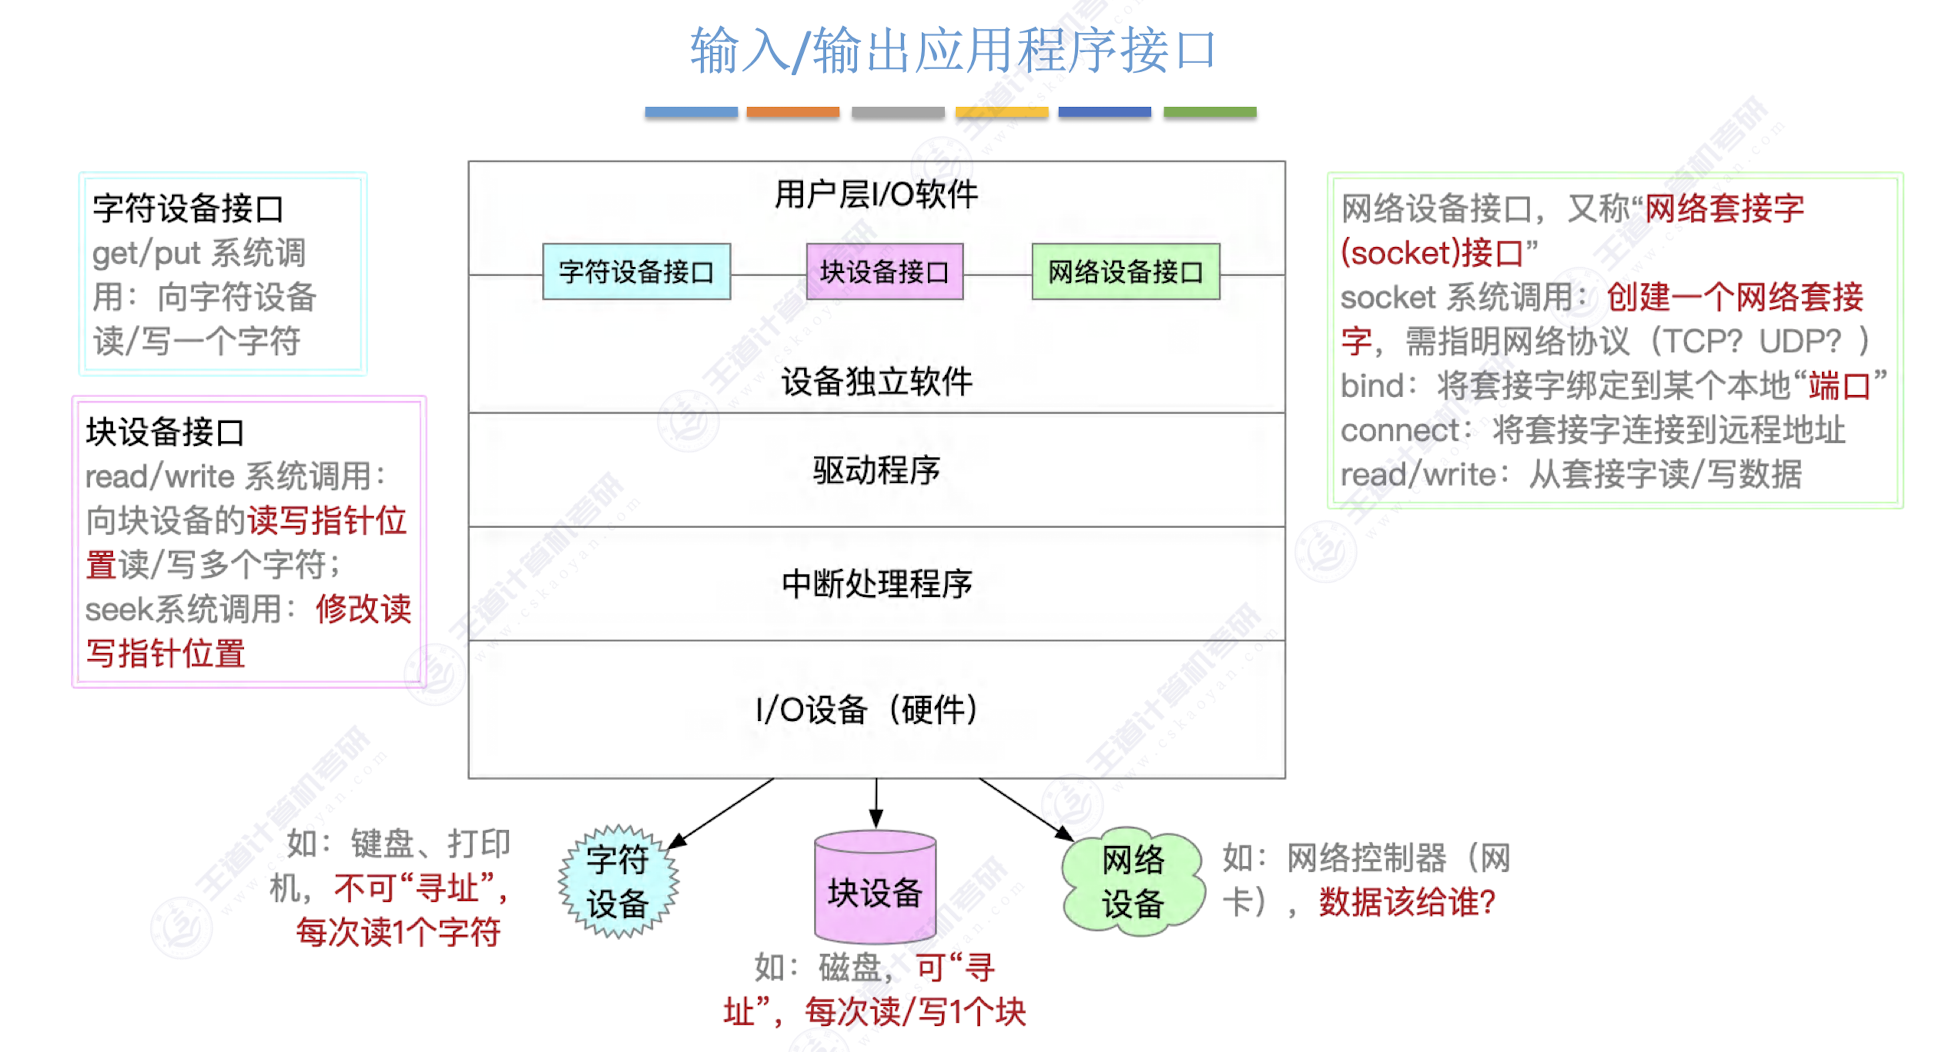 输入/输出应用程序接口
字符设备接口
get/put 系统调
用：向字符设备
读/写一个字符
块设备接口
read/write 系统调用：
向块设备的读写指针位
置读/写多个字符；
seek系统调用：修改读
写指针位置
用户层I/O软件
字符设备接口
块设备接口
网络设备接口
设备独立软件
驱动程序
中断处理程序
I/O设备（硬件）
网络设备接口，又称“网络套接字
(socket)接口”
socket 系统调用：创建一个网络套接
字，需指明网络协议（TCP？UDP？）
bind：将套接字绑定到某个本地“端口”
connect：将套接字连接到远程地址
read/write：从套接字读/写数据
如：键盘、打印
机，不可“寻址”，
每次读1个字符
字符
设备
块设备
如：磁盘，可“寻
址”，每次读/写1个块
网络
设备
如：网络控制器（网
卡），数据该给谁？
王道计算机考研
www.cskaoyan.com